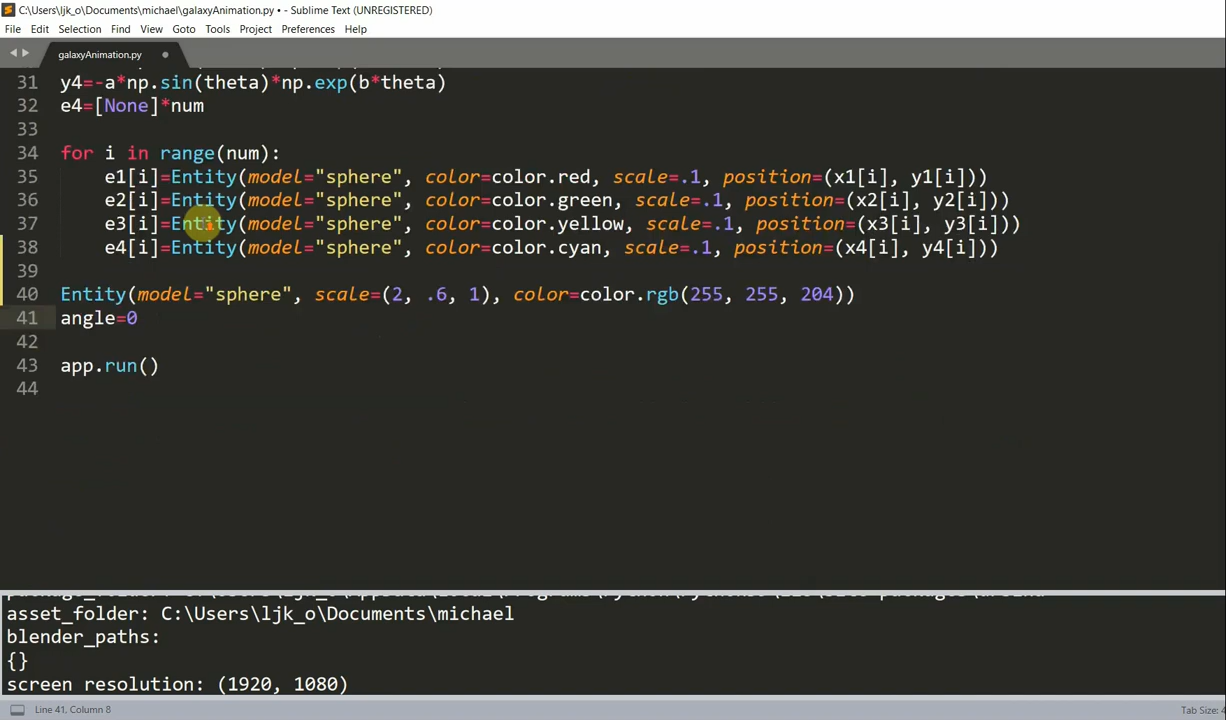 C:\Users\ljk_o\Documents\michael\galaxyAnimation.py • - Sublime Text (UNREGISTERED)
File Edit Selection Find View Goto Tools Project Preferences Help
galaxyAnimation.py
31 y4=-a*np.sin(theta)*np.exp(b*theta)
32 e4=[None]*num
33
34 for i in range(num):
35 e1[i]=Entity(model="sphere", color=color.red, scale=.1, position=(x1[i], y1[i]))
36 e2[i]=Entity(model="sphere", color=color.green, scale=.1, position=(x2[i], y2[i]))
37 e3[i]=Entity(model="sphere", color=color.yellow, scale=.1, position=(x3[i], y3[i]))
38 e4[i]=Entity(model="sphere", color=color.cyan, scale=.1, position=(x4[i], y4[i]))
39
40 Entity(model="sphere", scale=(2, .6, 1), color=color.rgb(255, 255, 204))
41 angle=0
42
43 app.run()
44
asset_folder: C:\Users\ljk_o\Documents\michael
blender_paths:
{}
screen resolution: (1920, 1080)
Line 41, Column 8 Tab Size: 4